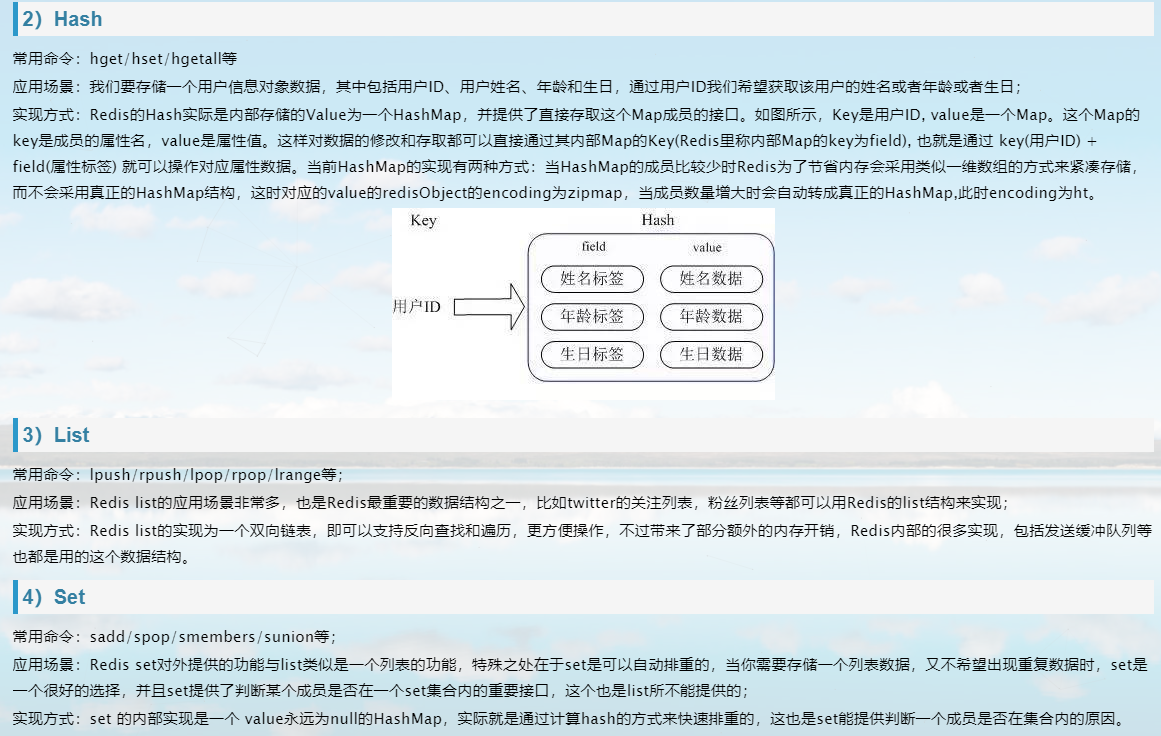 2）Hash
常用命令：hget/hset/hgetall等
应用场景：我们要存储一个用户信息对象数据，其中包括用户ID、用户姓名、年龄和生日，通过用户ID我们希望获取该用户的姓名或者年龄或者生日；
实现方式：Redis的Hash实际是内部存储的Value为一个HashMap，并提供了直接存取这个Map成员的接口。如图所示，Key是用户ID, value是一个Map。这个Map的
key是成员的属性名，value是属性值。这样对数据的修改和存取都可以直接通过其内部Map的Key(Redis里称内部Map的key为field), 也就是通过 key(用户ID) +
field(属性标签) 就可以操作对应属性数据。当前HashMap的实现有两种方式：当HashMap的成员比较少时Redis为了节省内存会采用类似一维数组的方式来紧凑存储，
而不会采用真正的HashMap结构，这时对应的value的redisObject的encoding为zipmap，当成员数量增大时会自动转成真正的HashMap,此时encoding为ht。
Key Hash
field value
姓名标签 姓名数据
用户ID 年龄标签 年龄数据
生日标签 生日数据
3）List
常用命令：lpush/rpush/lpop/rpop/lrange等；
应用场景：Redis list的应用场景非常多，也是Redis最重要的数据结构之一，比如twitter的关注列表，粉丝列表等都可以用Redis的list结构来实现；
实现方式：Redis list的实现为一个双向链表，即可以支持反向查找和遍历，更方便操作，不过带来了部分额外的内存开销，Redis内部的很多实现，包括发送缓冲队列等
也都是用的这个数据结构。
4）Set
常用命令：sadd/spop/smembers/sunion等；
应用场景：Redis set对外提供的功能与list类似是一个列表的功能，特殊之处在于set是可以自动排重的，当你需要存储一个列表数据，又不希望出现重复数据时，set是
一个很好的选择，并且set提供了判断某个成员是否在一个set集合内的重要接口，这个也是list所不能提供的；
实现方式：set 的内部实现是一个 value永远为null的HashMap，实际就是通过计算hash的方式来快速排重的，这也是set能提供判断一个成员是否在集合内的原因。